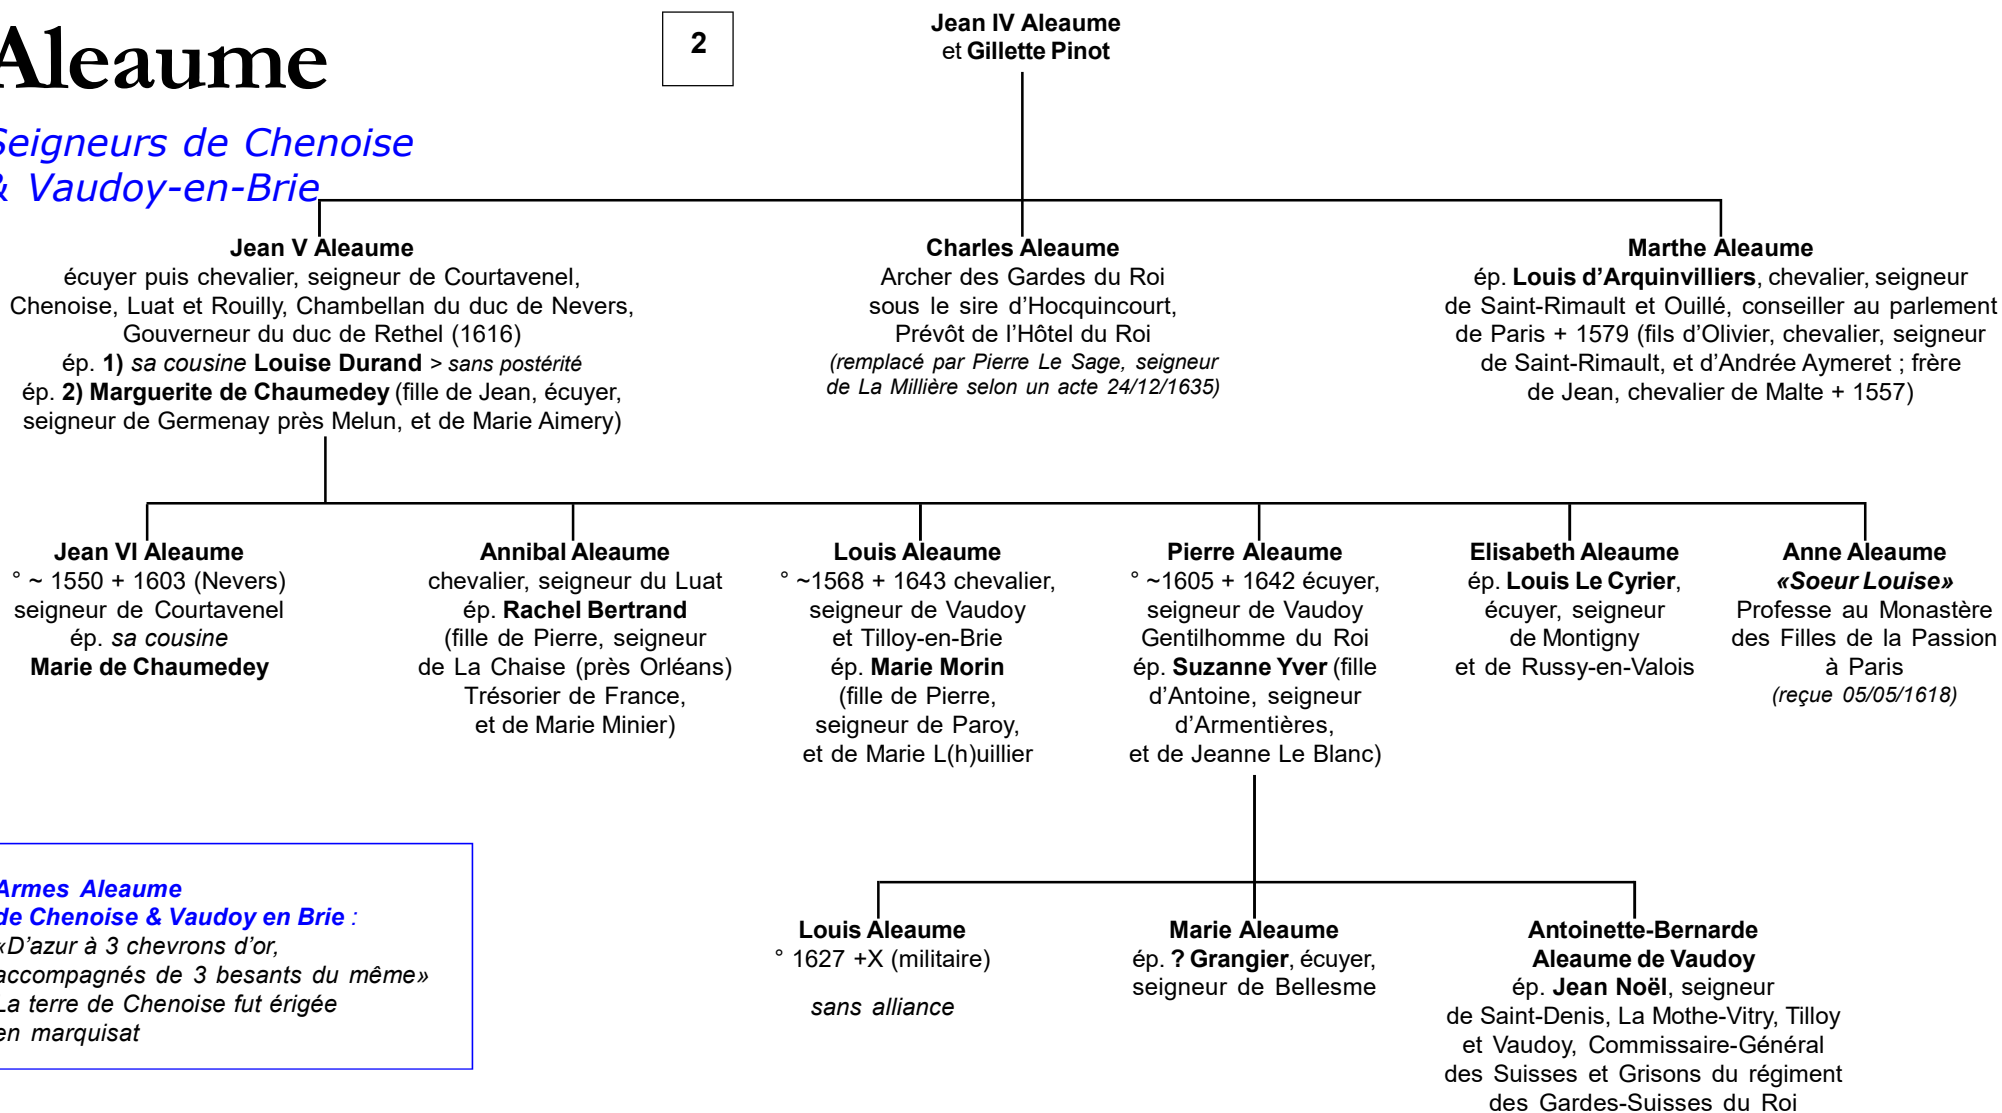 Aleaume
Seigneurs de Chenoise
& Vaudoy-en-Brie
2
Jean IV Aleaume
et Gillette Pinot
Jean V Aleaume
écuyer puis chevalier, seigneur de Courtavenel,
Chenoise, Luat et Rouilly, Chambellan du duc de Nevers,
Gouverneur du duc de Rethel (1616)
ép. 1) sa cousine Louise Durand > sans postérité
ép. 2) Marguerite de Chaumedey (fille de Jean, écuyer,
seigneur de Germenay près Melun, et de Marie Aimery)
Charles Aleaume
Archer des Gardes du Roi
sous le sire d’Hocquincourt,
Prévôt de l’Hôtel du Roi
(remplacé par Pierre Le Sage, seigneur
de La Millière selon un acte 24/12/1635)
Marthe Aleaume
ép. Louis d’Arquinvilliers, chevalier, seigneur
de Saint-Rimault et Ouillé, conseiller au parlement
de Paris + 1579 (fils d’Olivier, chevalier, seigneur
de Saint-Rimault, et d’Andrée Aymeret ; frère
de Jean, chevalier de Malte + 1557)
Jean VI Aleaume
° ~ 1550 + 1603 (Nevers)
seigneur de Courtavenel
ép. sa cousine
Marie de Chaumedey
Annibal Aleaume
chevalier, seigneur du Luat
ép. Rachel Bertrand
(fille de Pierre, seigneur
de La Chaise (près Orléans)
Trésorier de France,
et de Marie Minier)
Louis Aleaume
° ~1568 + 1643 chevalier,
seigneur de Vaudoy
et Tilloy-en-Brie
ép. Marie Morin
(fille de Pierre,
seigneur de Paroy,
et de Marie L(h)uillier
Pierre Aleaume
° ~1605 + 1642 écuyer,
seigneur de Vaudoy
Gentilhomme du Roi
ép. Suzanne Yver (fille
d’Antoine, seigneur
d’Armentières,
et de Jeanne Le Blanc)
Elisabeth Aleaume
ép. Louis Le Cyrier,
écuyer, seigneur
de Montigny
et de Russy-en-Valois
Anne Aleaume
«Soeur Louise»
Professe au Monastère
des Filles de la Passion
à Paris
(reçue 05/05/1618)
Armes Aleaume
de Chenoise & Vaudoy en Brie :
«D’azur à 3 chevrons d’or,
accompagnés de 3 besants du même»
La terre de Chenoise fut érigée
en marquisat
Louis Aleaume
° 1627 +X (militaire)
sans alliance
Marie Aleaume
ép. ? Grangier, écuyer,
seigneur de Bellesme
Antoinette-Bernarde
Aleaume de Vaudoy
ép. Jean Noël, seigneur
de Saint-Denis, La Mothe-Vitry, Tilloy
et Vaudoy, Commissaire-Général
des Suisses et Grisons du régiment
des Gardes-Suisses du Roi